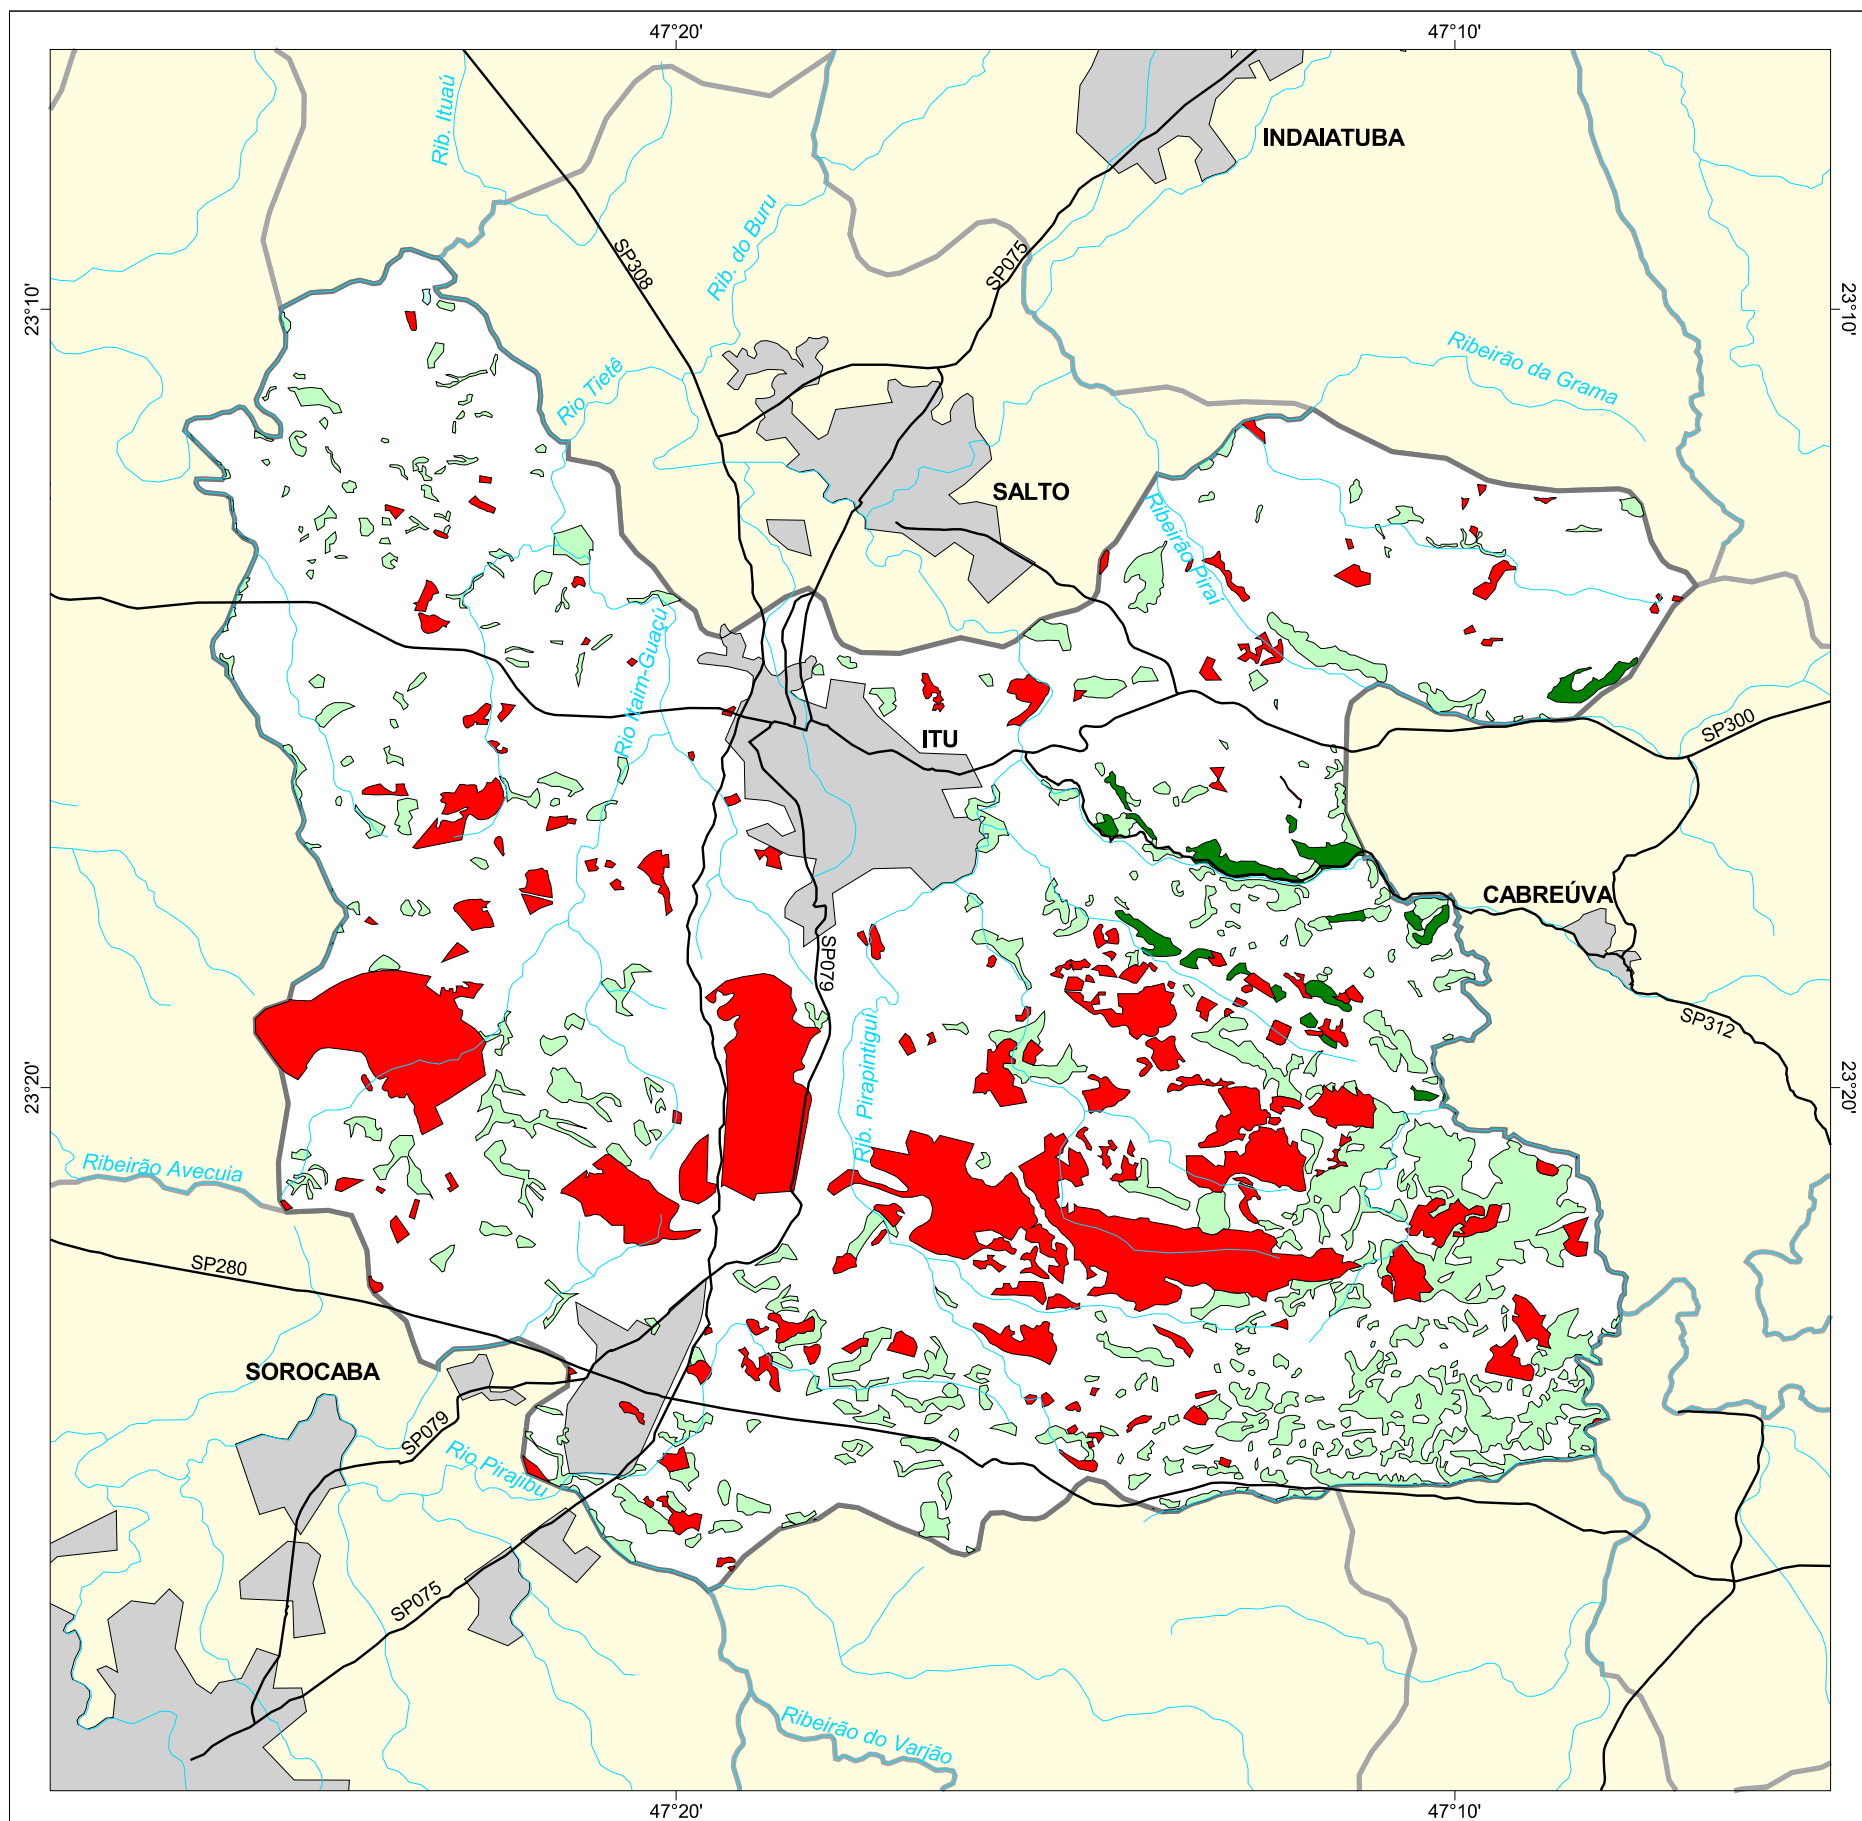 47°20'
47°10'
Rib. Ituaú
INDAIATUBA
Rib. do Buru
SP308
SP075
23°10'
23°10'
Ribeirão da Grama
Rio Tietê
SALTO
Ribeirão Piraí
Rio Itaim-Guaçú
ITU
SP300
CABREÚVA
SP079
SP312
Rib. Pirapintiguí
23°20'
23°20'
Ribeirão Avecuia
SP280
SOROCABA
SP079
Rio Pirajibu
SP075
Ribeirão do Varjão
47°20'
47°10'